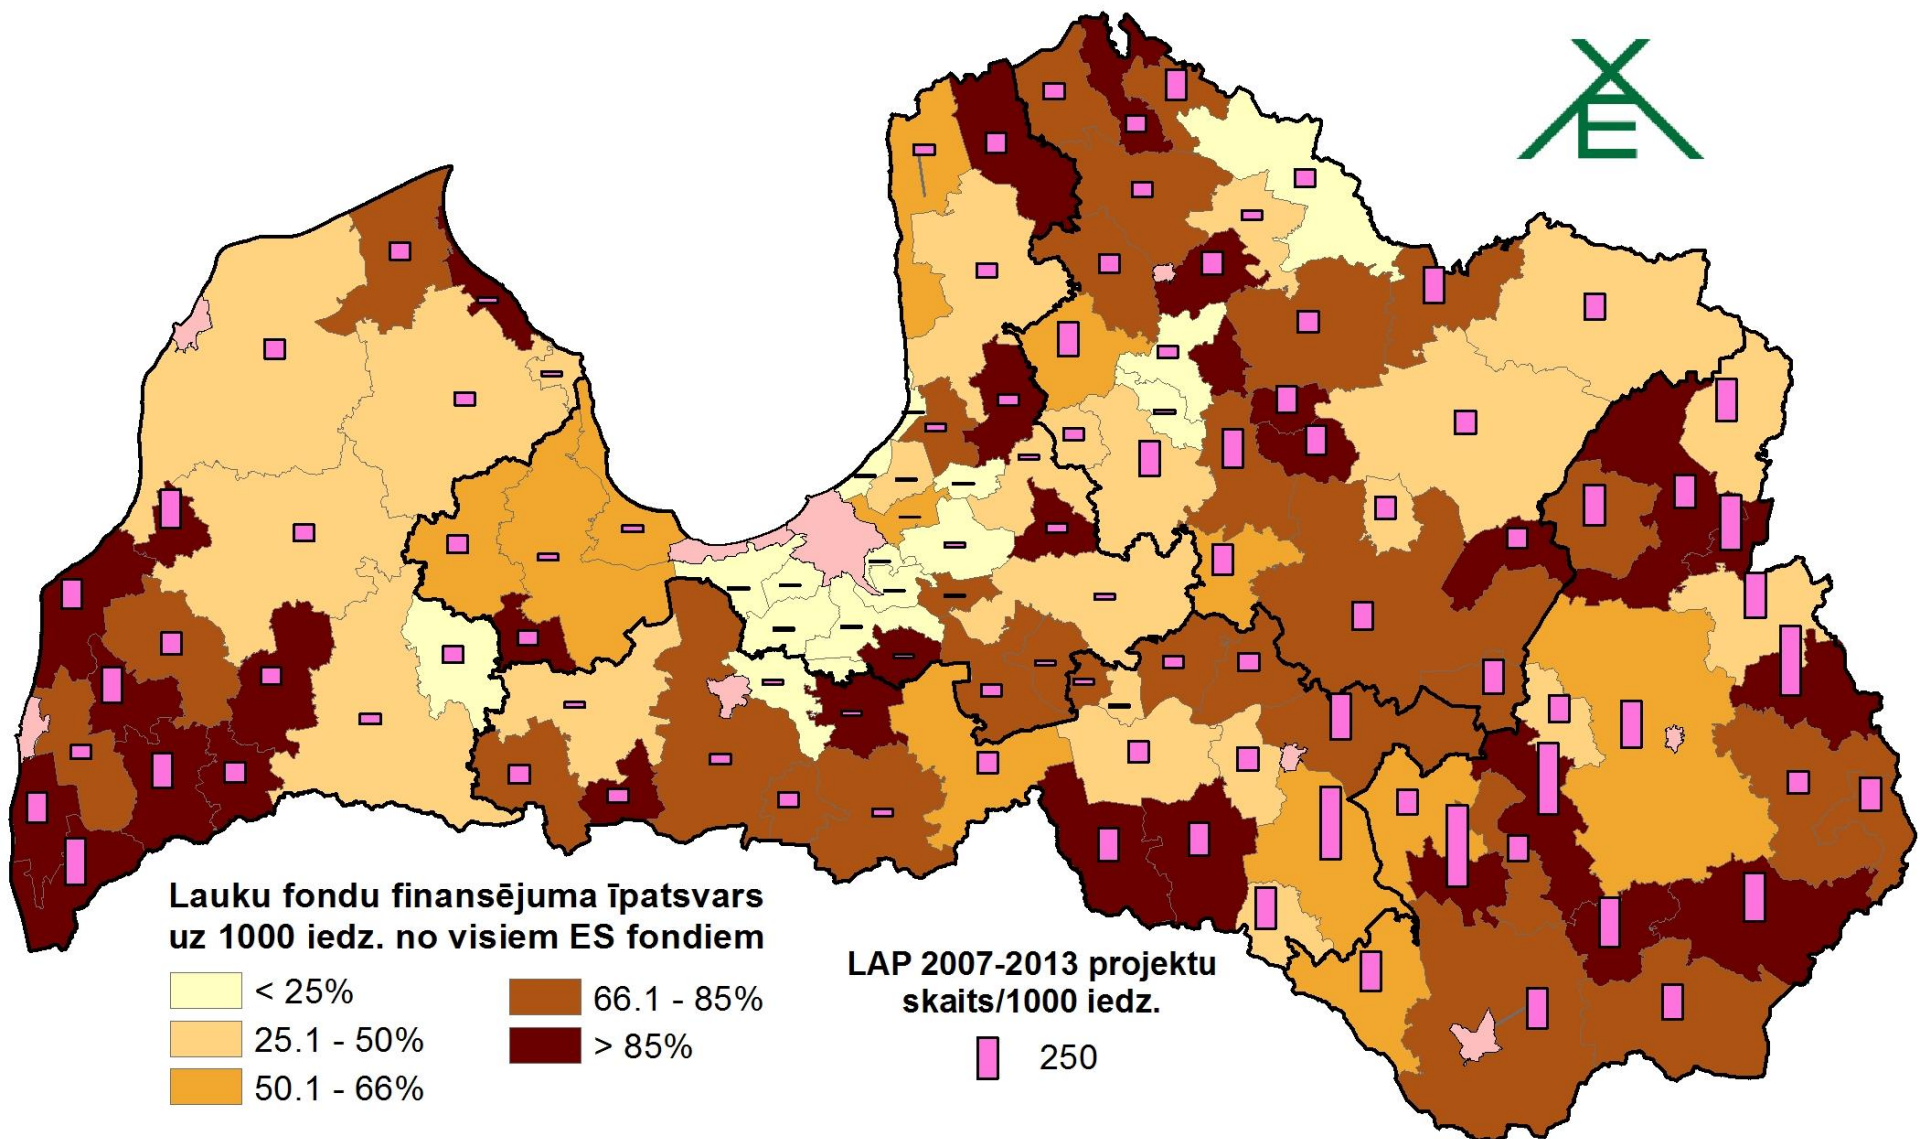 Lauku fondu finansējuma īpatsvars
uz 1000 iedz. no visiem ES fondiem
< 25%
25.1 - 50%
50.1 - 66%
66.1 - 85%
> 85%
LAP 2007-2013 projektu
skaits/1000 iedz.
250